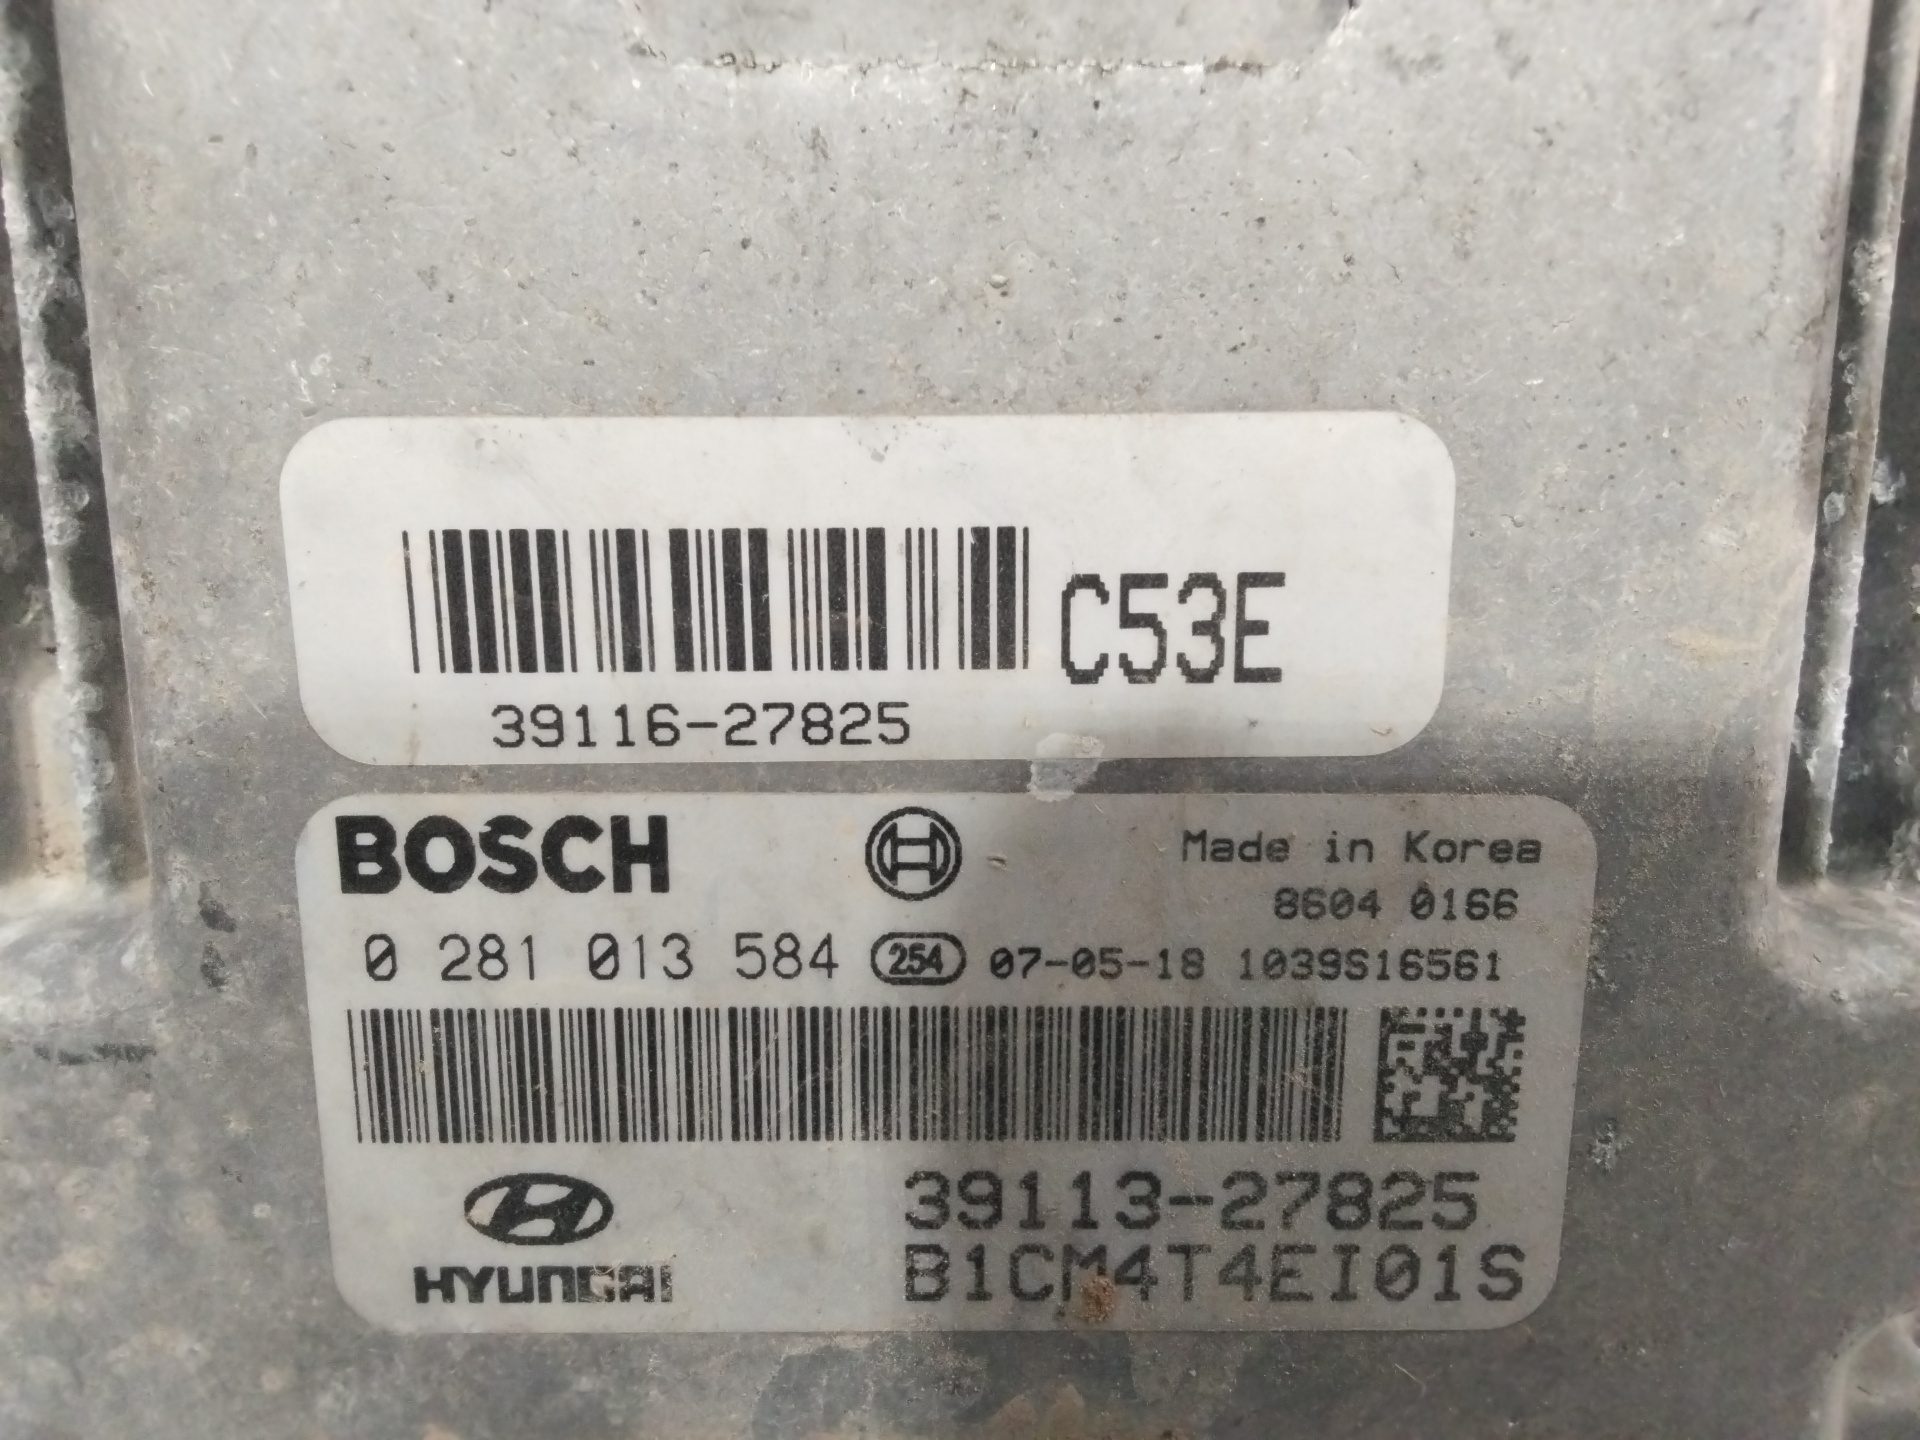 C53E
39116-27825
BOSCH
Made in Korea
8604 0166
0 281 013 584 254 07-05-18 1039S16561
39113-27825
HYUNDAI B1CM4T4EI01S